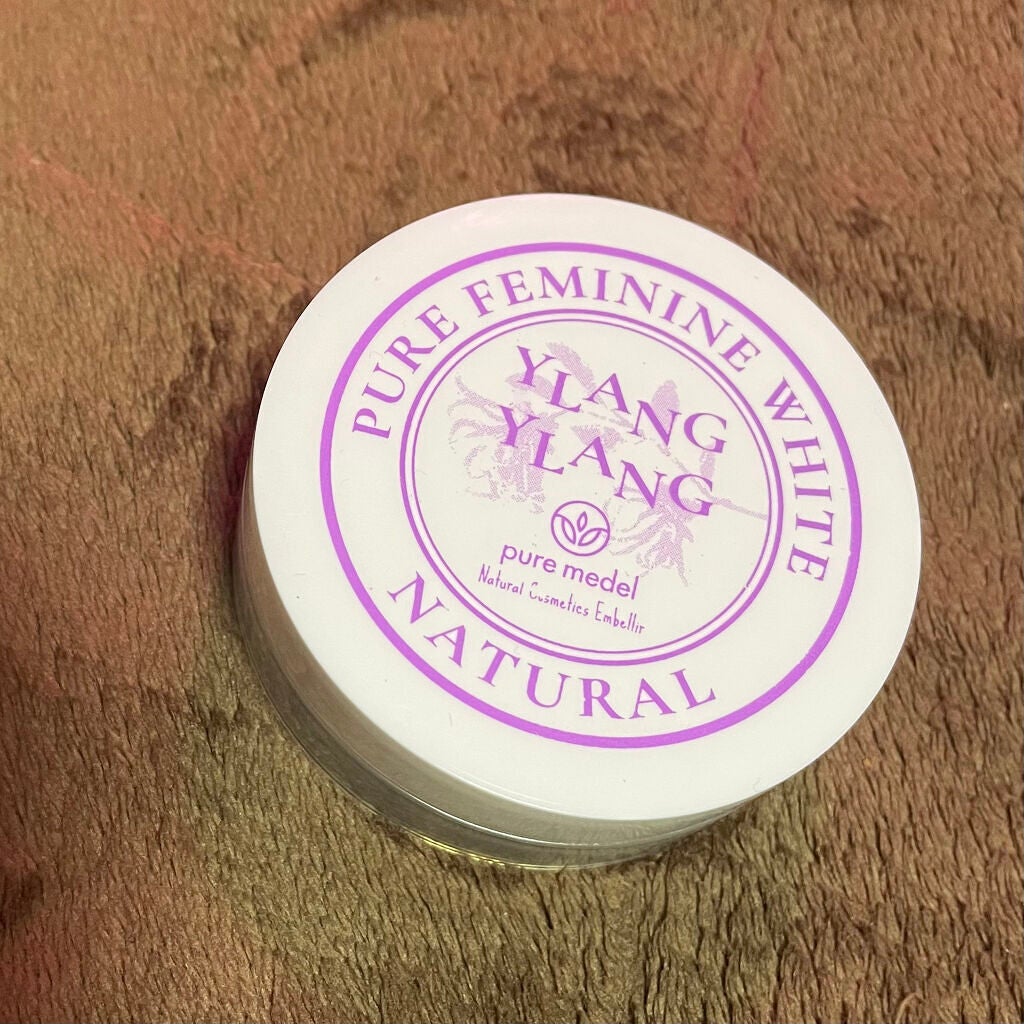 PURE FEMININE WHITE
YLANG
YLANG
pure medel
Natural Cosmetics Embellir
NATURAL